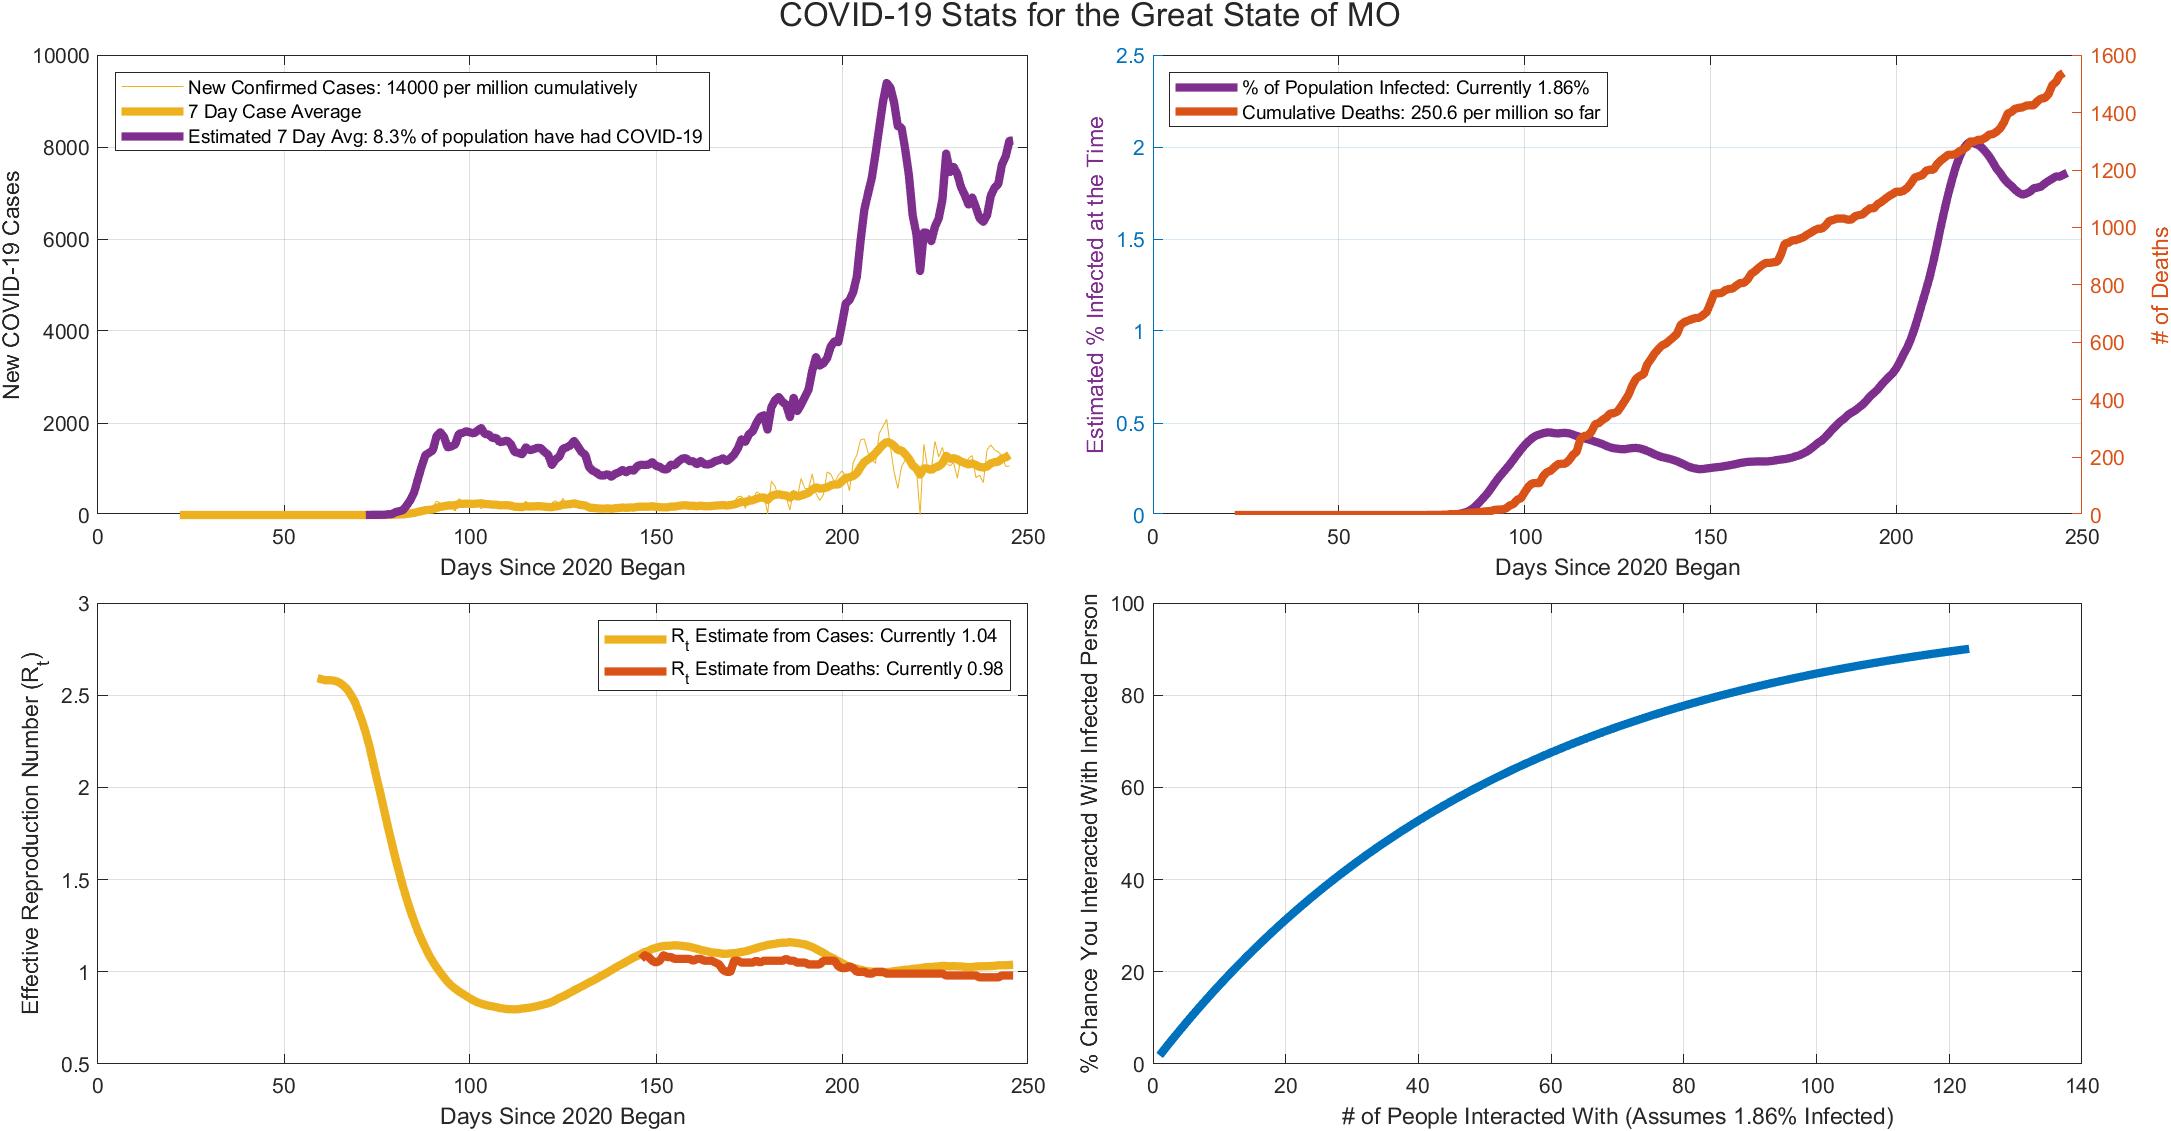 COVID-19 Stats for the Great State of MO
10000
8000
6000
4000
2000
0
New COVID-19 Cases
New Confirmed Cases: 14000 per million cumulatively
7 Day Case Average
Estimated 7 Day Avg: 8.3% of population have had COVID-19
0 50 100 150 200 250
Days Since 2020 Began
2.5
2
1.5
1
0.5
0
Estimated % Infected at the Time
% of Population Infected: Currently 1.86%
Cumulative Deaths: 250.6 per million so far
1600
1400
1200
1000
800
600
400
200
0
# of Deaths
0 50 100 150 200 250
Days Since 2020 Began
3
2.5
2
1.5
1
0.5
Effective Reproduction Number (Rt)
Rt Estimate from Cases: Currently 1.04
Rt Estimate from Deaths: Currently 0.98
0 50 100 150 200 250
Days Since 2020 Began
100
80
60
40
20
0
% Chance You Interacted With Infected Person
0 20 40 60 80 100 120 140
# of People Interacted With (Assumes 1.86% Infected)